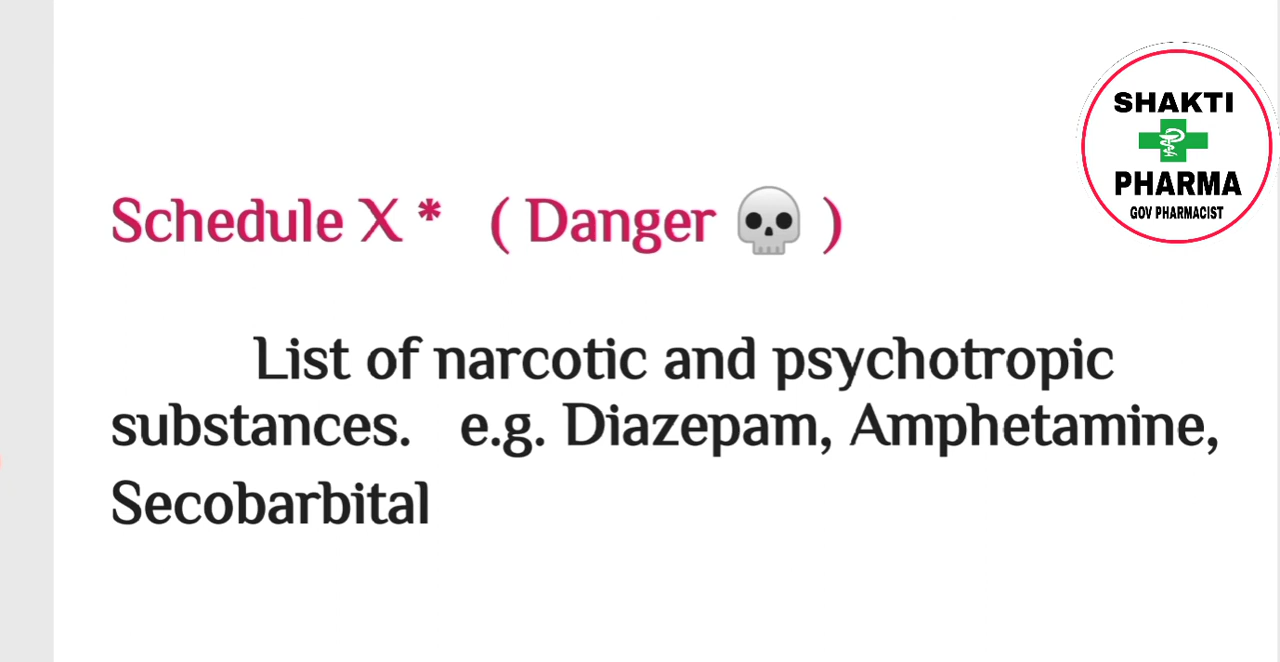 SHAKTI
PHARMA
GOV PHARMACIST
Schedule X * ( Danger 💀 )
List of narcotic and psychotropic
substances. e.g. Diazepam, Amphetamine,
Secobarbital